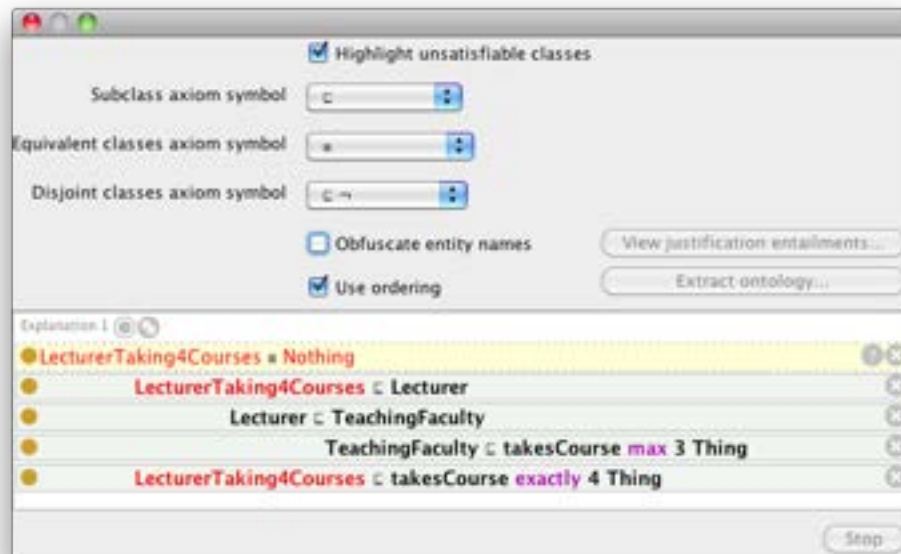 Highlight unsatisfiable classes
Subclass axiom symbol ⊑
Equivalent classes axiom symbol ≡
Disjoint classes axiom symbol ⊑ ¬
Obfuscate entity names View justification entailments...
Use ordering Extract ontology...
Explanation 1
LecturerTaking4Courses ≡ Nothing
LecturerTaking4Courses ⊑ Lecturer
Lecturer ⊑ TeachingFaculty
TeachingFaculty ⊑ takesCourse max 3 Thing
LecturerTaking4Courses ⊑ takesCourse exactly 4 Thing
Stop